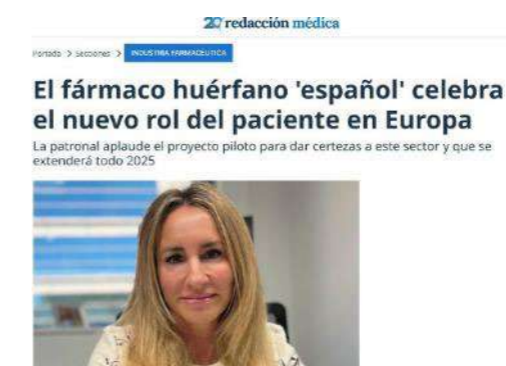 20 redacción médica
Portada > Secciones > INDUSTRIA FARMACÉUTICA
El fármaco huérfano 'español' celebra
el nuevo rol del paciente en Europa
La patronal aplaude el proyecto piloto para dar certezas a este sector y que se
extenderá todo 2025